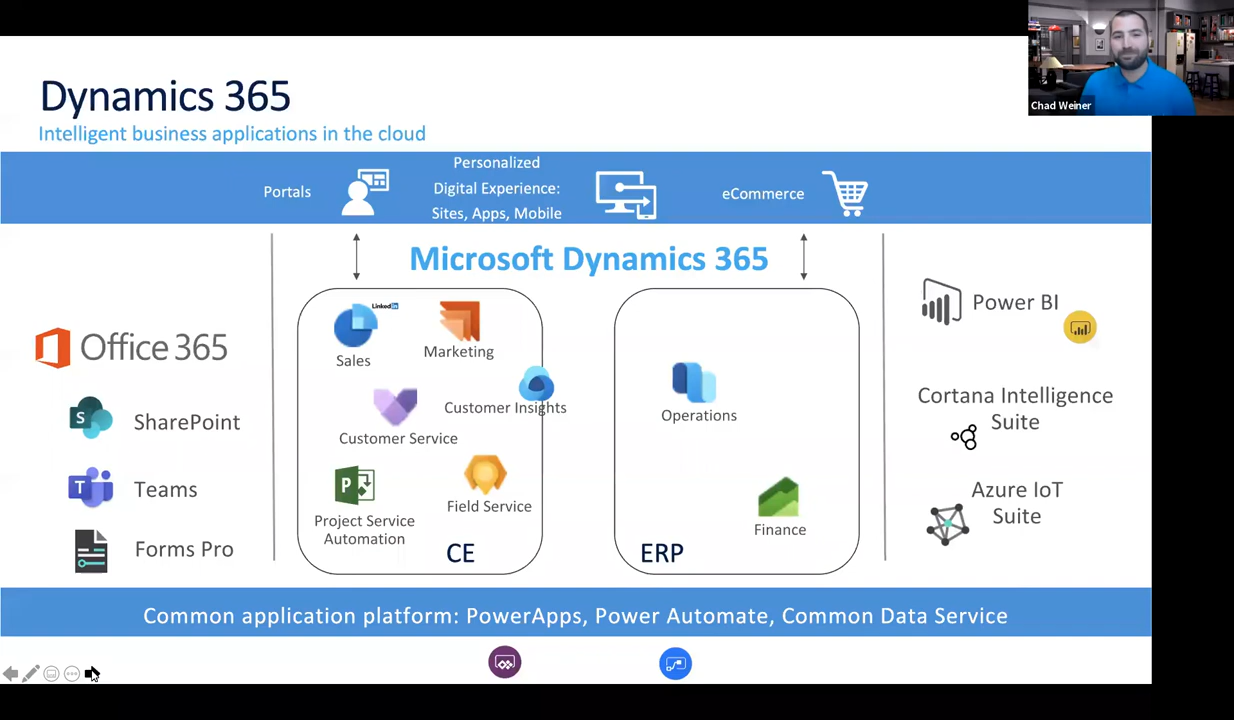 Chad Weiner
Dynamics 365
Intelligent business applications in the cloud
Portals
Personalized
Digital Experience:
Sites, Apps, Mobile
eCommerce
Microsoft Dynamics 365
Office 365
S
SharePoint
T
Teams
Forms Pro
LinkedIn
Sales
Marketing
Customer Insights
Customer Service
P
Project Service
Automation
Field Service
CE
Operations
Finance
ERP
Power BI
Cortana Intelligence
Suite
Azure IoT
Suite
Common application platform: PowerApps, Power Automate, Common Data Service